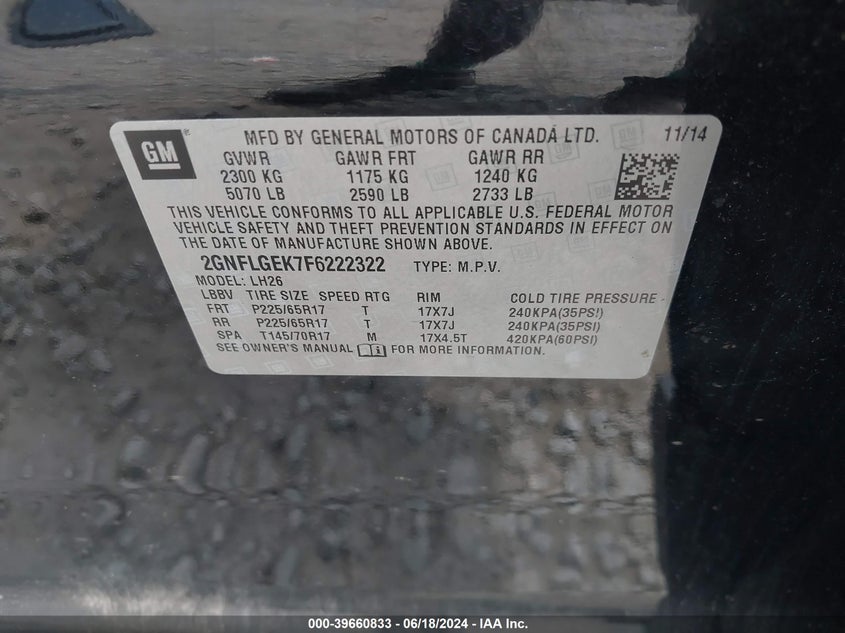 GM
MFD BY GENERAL MOTORS OF CANADA LTD. 11/14
GVWR GAWR FRT GAWR RR
2300 KG 1175 KG 1240 KG
5070 LB 2590 LB 2733 LB
THIS VEHICLE CONFORMS TO ALL APPLICABLE U.S. FEDERAL MOTOR
VEHICLE SAFETY AND THEFT PREVENTION STANDARDS IN EFFECT ON
THE DATE OF MANUFACTURE SHOWN ABOVE.
2GNFLGEK7F6222322 TYPE: M.P.V.
MODEL: LH26
LBBV TIRE SIZE SPEED RTG RIM COLD TIRE PRESSURE
FRT P225/65R17 T 17X7J 240KPA(35PSI)
RR P225/65R17 T 17X7J 240KPA(35PSI)
SPA T145/70R17 M 17X4.5T 420KPA(60PSI)
SEE OWNER'S MANUAL FOR MORE INFORMATION.
000-39660833 - 06/18/2024 - IAA Inc.